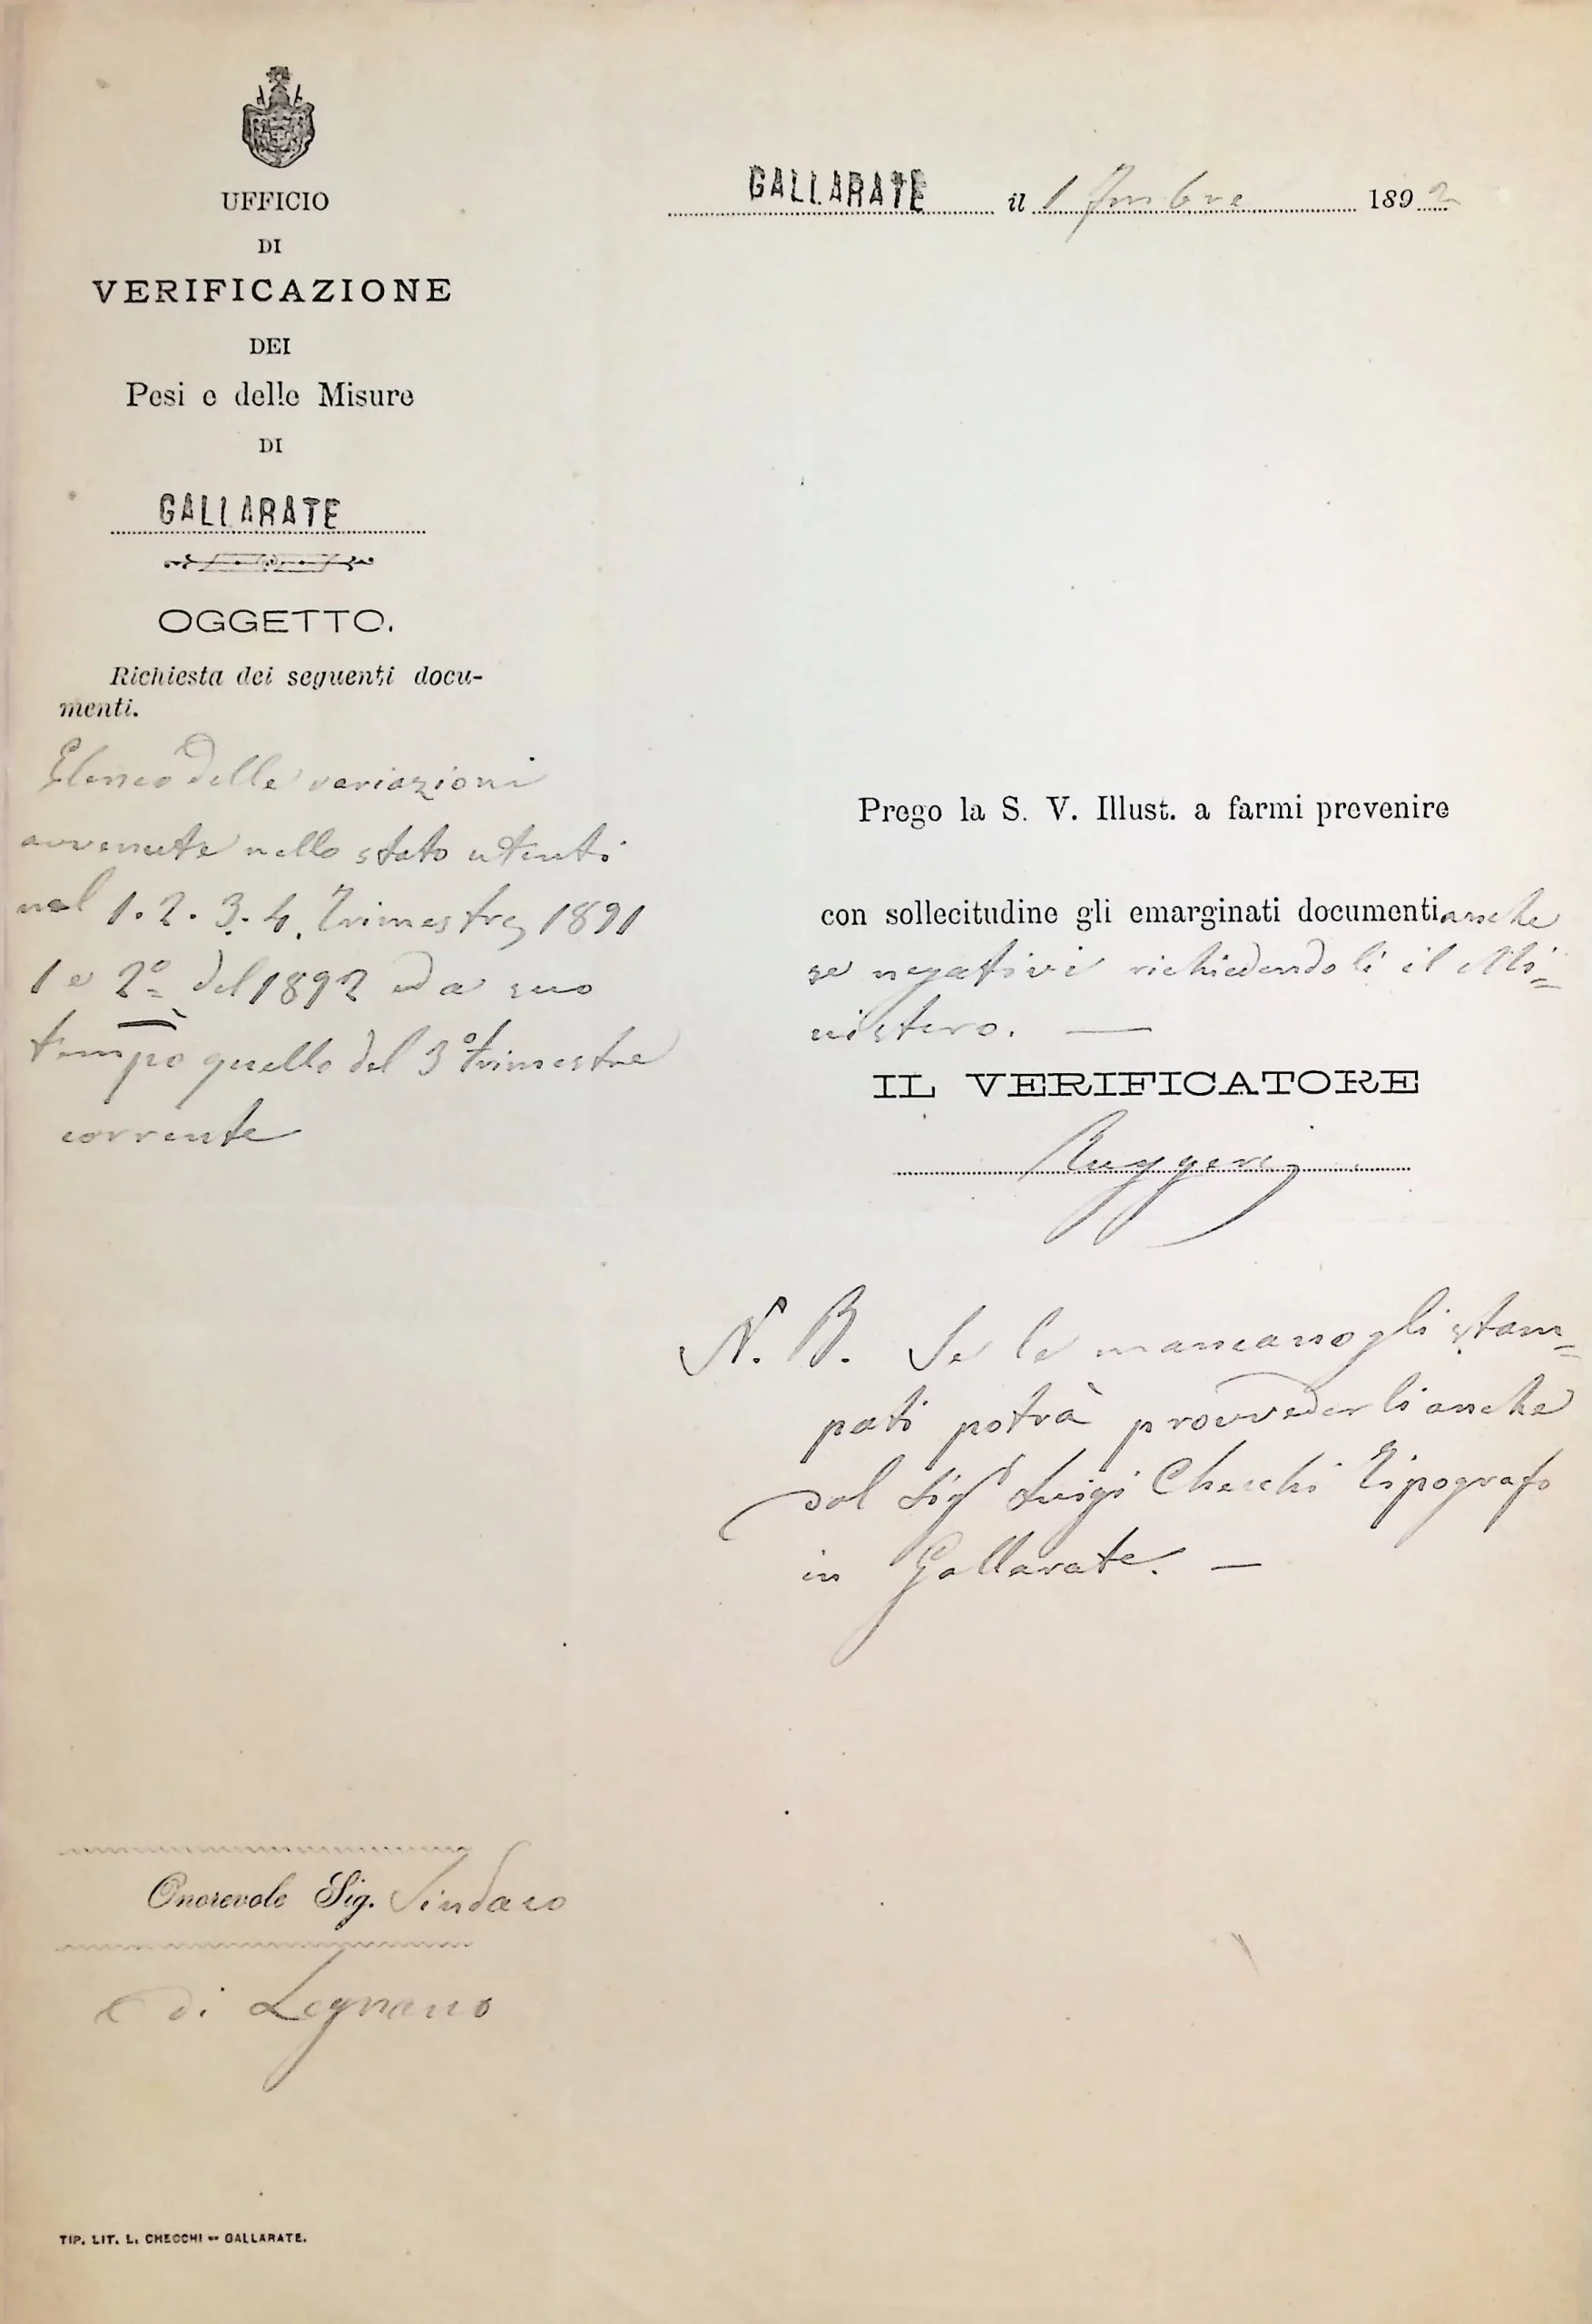 UFFICIO
DI
VERIFICAZIONE
DEI
Pesi e delle Misure
DI
GALLARATE
OGGETTO.
Richiesta dei seguenti docu-
menti.
Elenco delle variazioni
avvenute nello stato utenti
nel 1. 2. 3. 4. Trimestre 1891
1 e 2º del 1892 ed a suo
tempo quello del 3º trimestre
corrente
Onorevole Sig. Sindaco
di Legnano
TIP. LIT. L. CHECCHI - GALLARATE.
GALLARATE il 1 7mbre 1892
Prego la S. V. Illust. a farmi prevenire
con sollecitudine gli emarginati documenti anche
se negativi richiedendoli il Mi=
nistero. —
IL VERIFICATORE
Ruggeri
N. B. Se le mancano gli stam=
pati potrà provvederli anche
dal Sigr Luigi Checchi Tipografo
in Gallarate. —